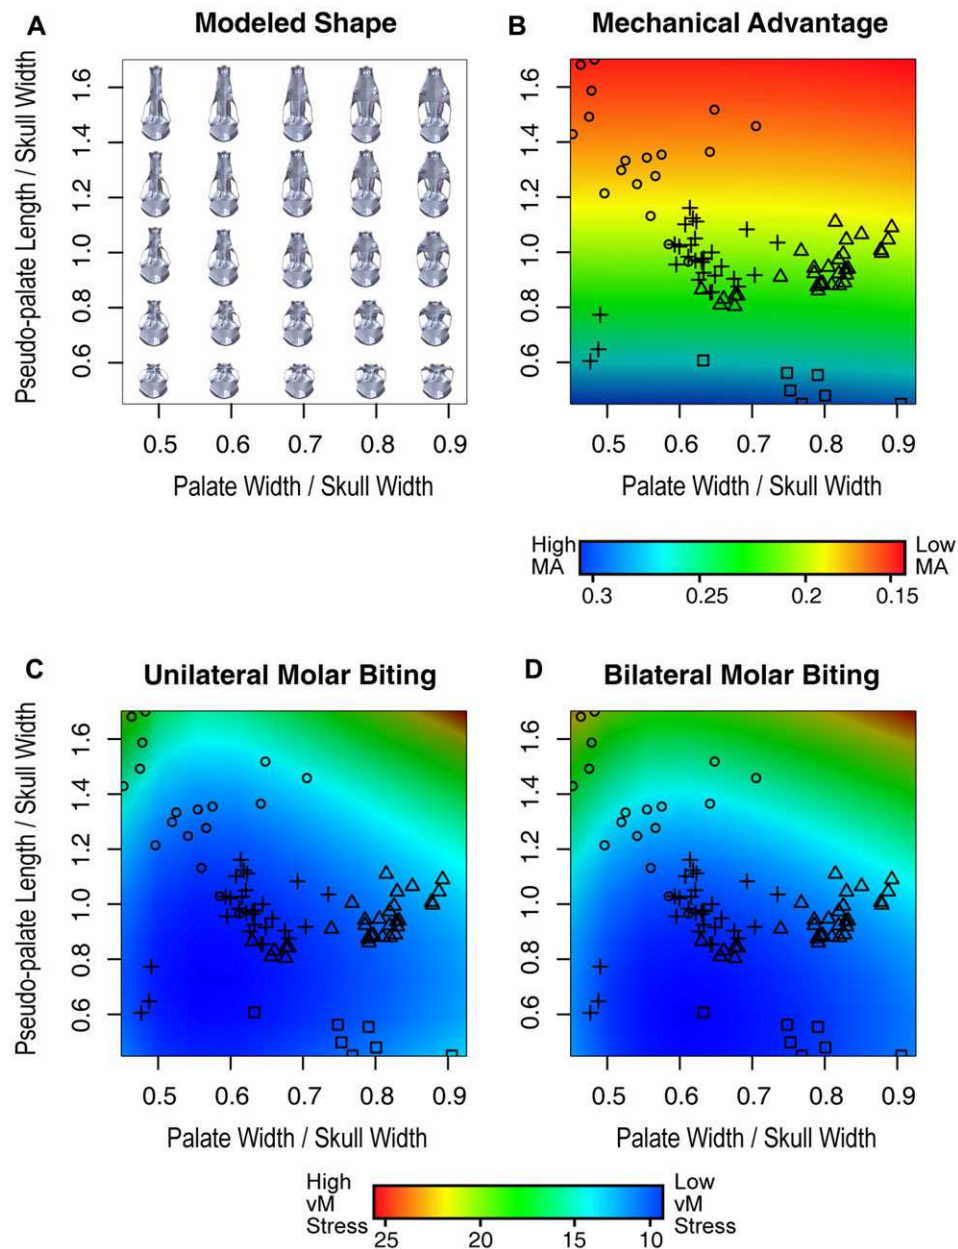 A Modeled Shape
Pseudo-palate Length / Skull Width
1.6
1.4
1.2
1.0
0.8
0.6
0.5 0.6 0.7 0.8 0.9
Palate Width / Skull Width
B Mechanical Advantage
1.6
1.4
1.2
1.0
0.8
0.6
0.5 0.6 0.7 0.8 0.9
Palate Width / Skull Width
High
MA
Low
MA
0.3 0.25 0.2 0.15
C Unilateral Molar Biting
Pseudo-palate Length / Skull Width
1.6
1.4
1.2
1.0
0.8
0.6
0.5 0.6 0.7 0.8 0.9
Palate Width / Skull Width
D Bilateral Molar Biting
1.6
1.4
1.2
1.0
0.8
0.6
0.5 0.6 0.7 0.8 0.9
Palate Width / Skull Width
High
vM
Stress
Low
vM
Stress
25 20 15 10